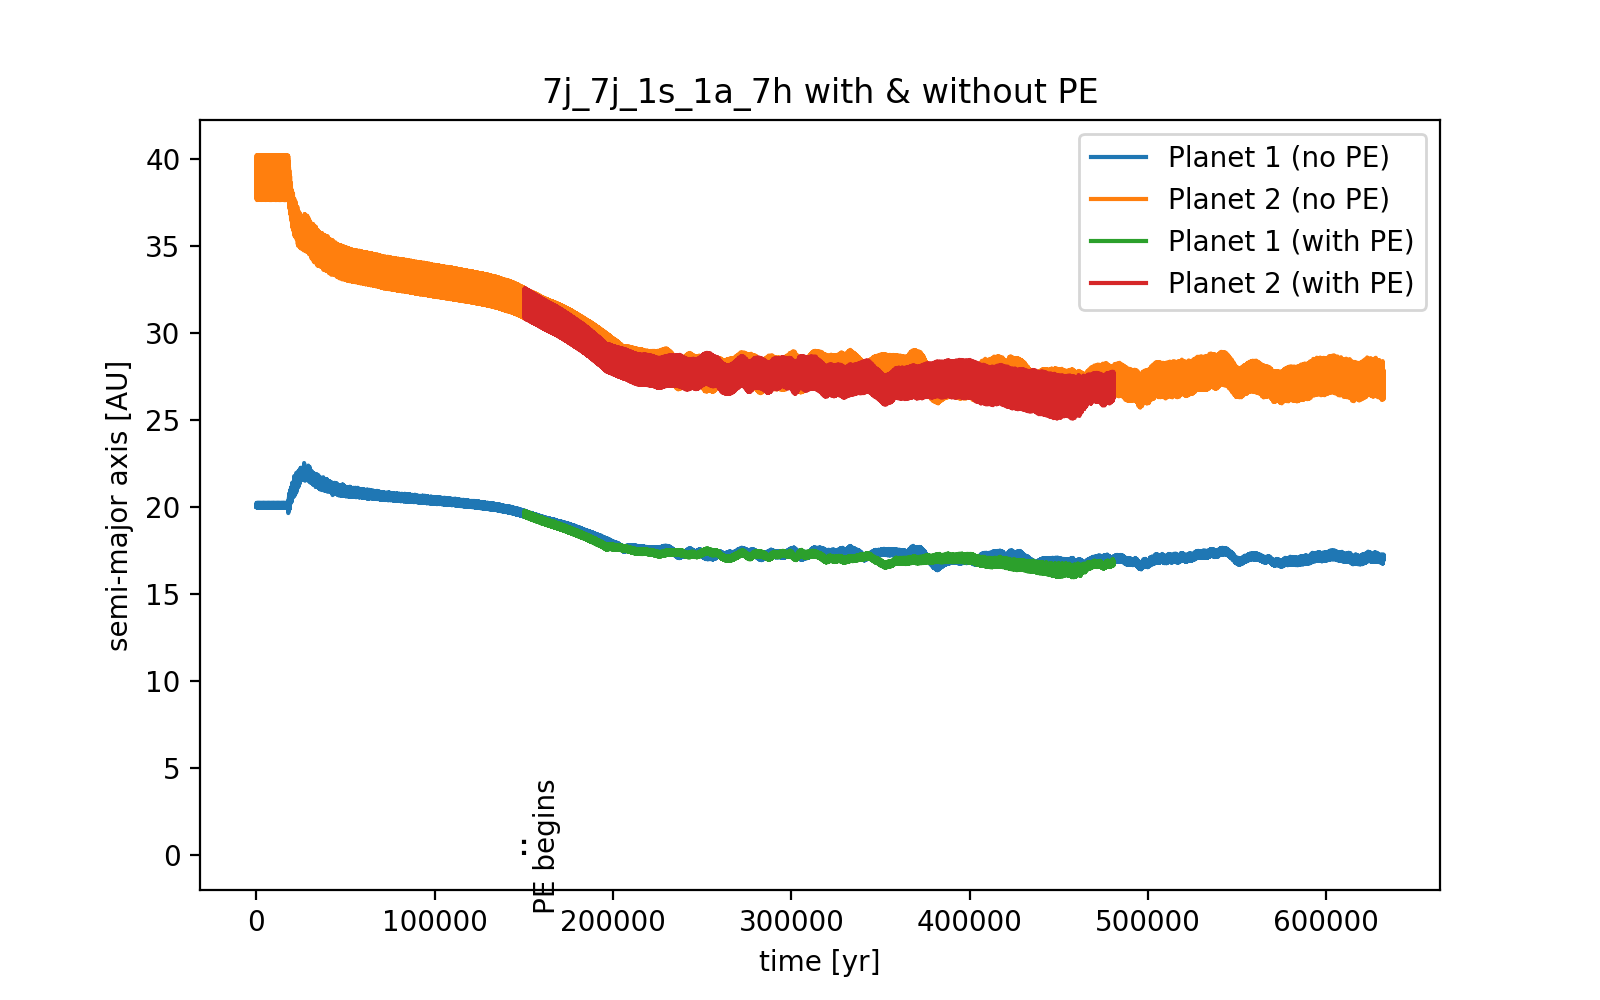 7j_7j_1s_1a_7h with & without PE
Planet 1 (no PE)
Planet 2 (no PE)
Planet 1 (with PE)
Planet 2 (with PE)
semi-major axis [AU]
40
35
30
25
20
15
10
5
0
PE begins
0
100000
200000
300000
400000
500000
600000
time [yr]